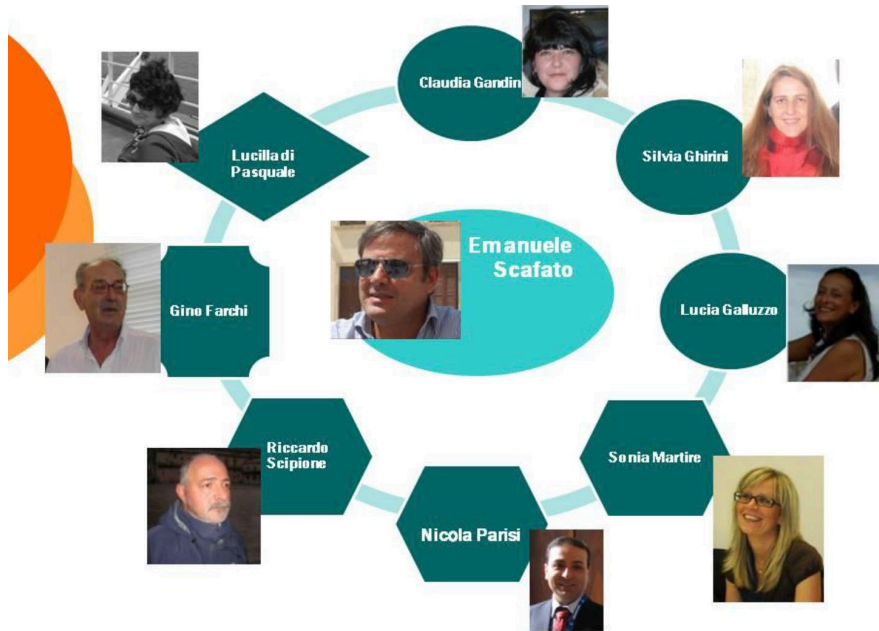 Claudia Gandin
Silvia Ghirini
Lucilla di
Pasquale
Emanuele
Scafato
Gino Farchi
Lucia Galluzzo
Riccardo
Scipione
Sonia Martire
Nicola Parisi